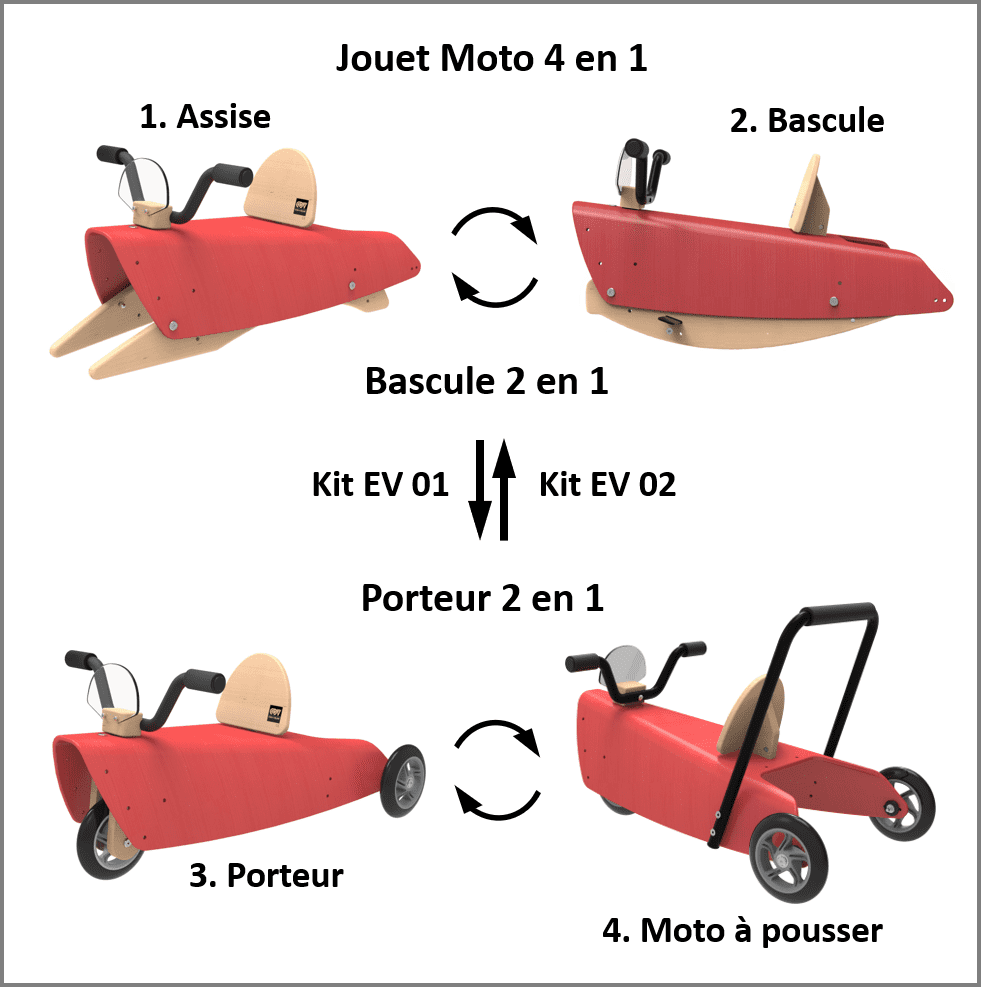 Jouet Moto 4 en 1
1. Assise
2. Bascule
Bascule 2 en 1
Kit EV 01
Kit EV 02
Porteur 2 en 1
3. Porteur
4. Moto à pousser